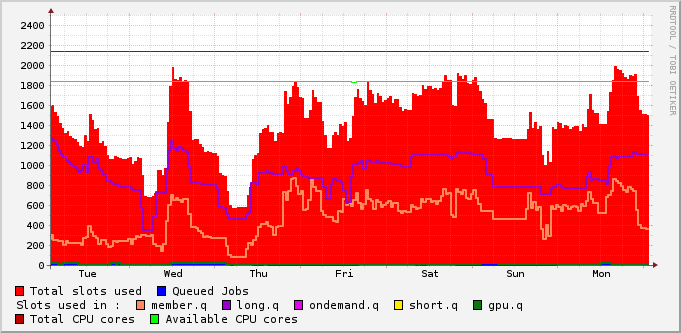 RRDTOOL / TOBI OETIKER
2400
2200
2000
1800
1600
1400
1200
1000
800
600
400
200
0
Tue Wed Thu Fri Sat Sun Mon
Total slots used Queued Jobs
Slots used in : member.q long.q ondemand.q short.q gpu.q
Total CPU cores Available CPU cores